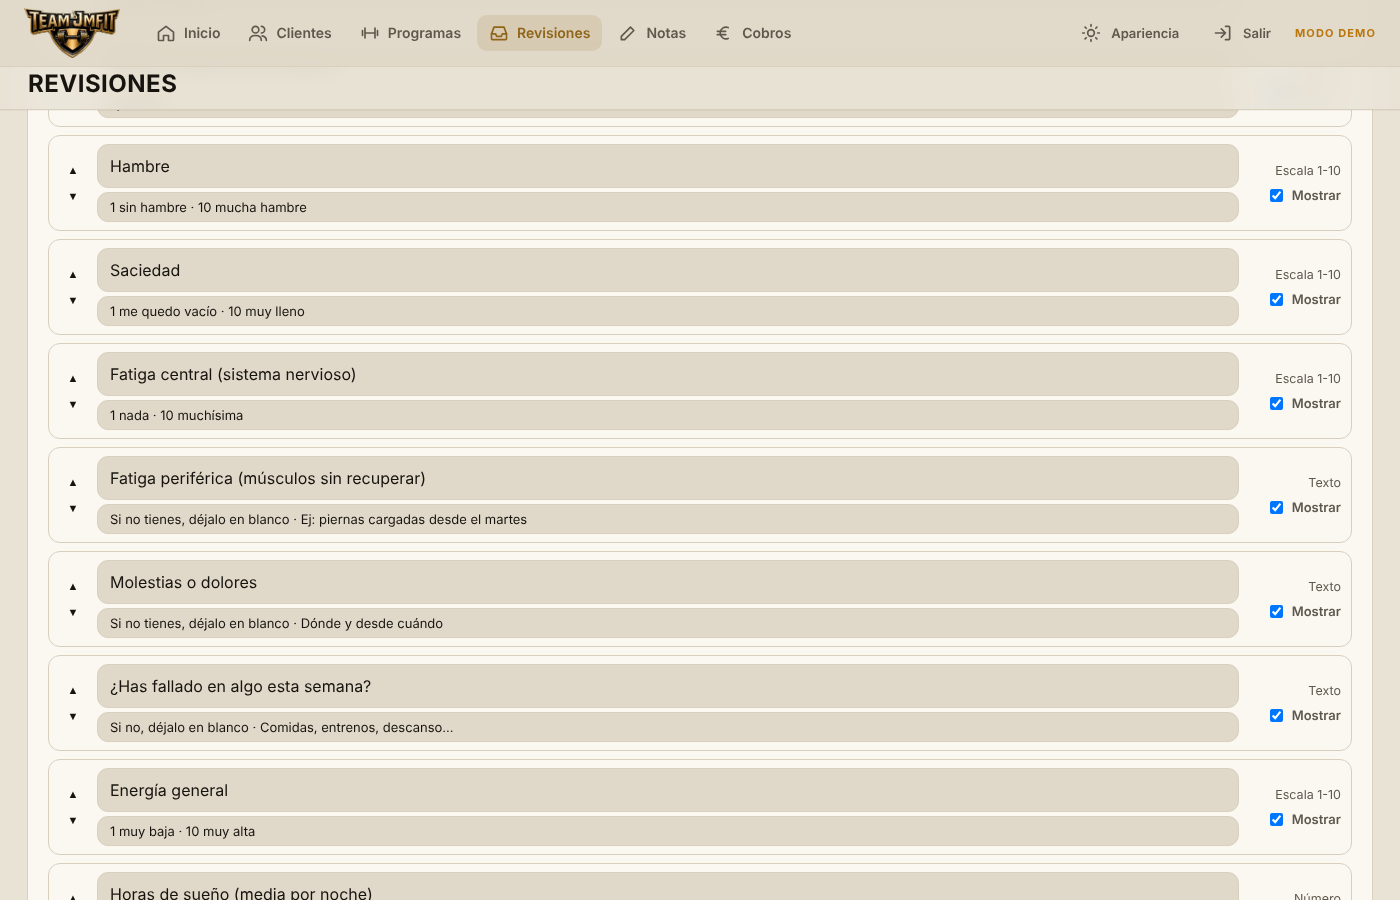 TEAM JMFIT
Inicio
Clientes
Programas
Revisiones
Notas
Cobros
Apariencia
Salir
MODO DEMO
REVISIONES
Hambre
1 sin hambre · 10 mucha hambre
Escala 1-10
Mostrar
Saciedad
1 me quedo vacío · 10 muy lleno
Escala 1-10
Mostrar
Fatiga central (sistema nervioso)
1 nada · 10 muchísima
Escala 1-10
Mostrar
Fatiga periférica (músculos sin recuperar)
Si no tienes, déjalo en blanco · Ej: piernas cargadas desde el martes
Texto
Mostrar
Molestias o dolores
Si no tienes, déjalo en blanco · Dónde y desde cuándo
Texto
Mostrar
¿Has fallado en algo esta semana?
Si no, déjalo en blanco · Comidas, entrenos, descanso...
Texto
Mostrar
Energía general
1 muy baja · 10 muy alta
Escala 1-10
Mostrar
Horas de sueño (media por noche)
Número